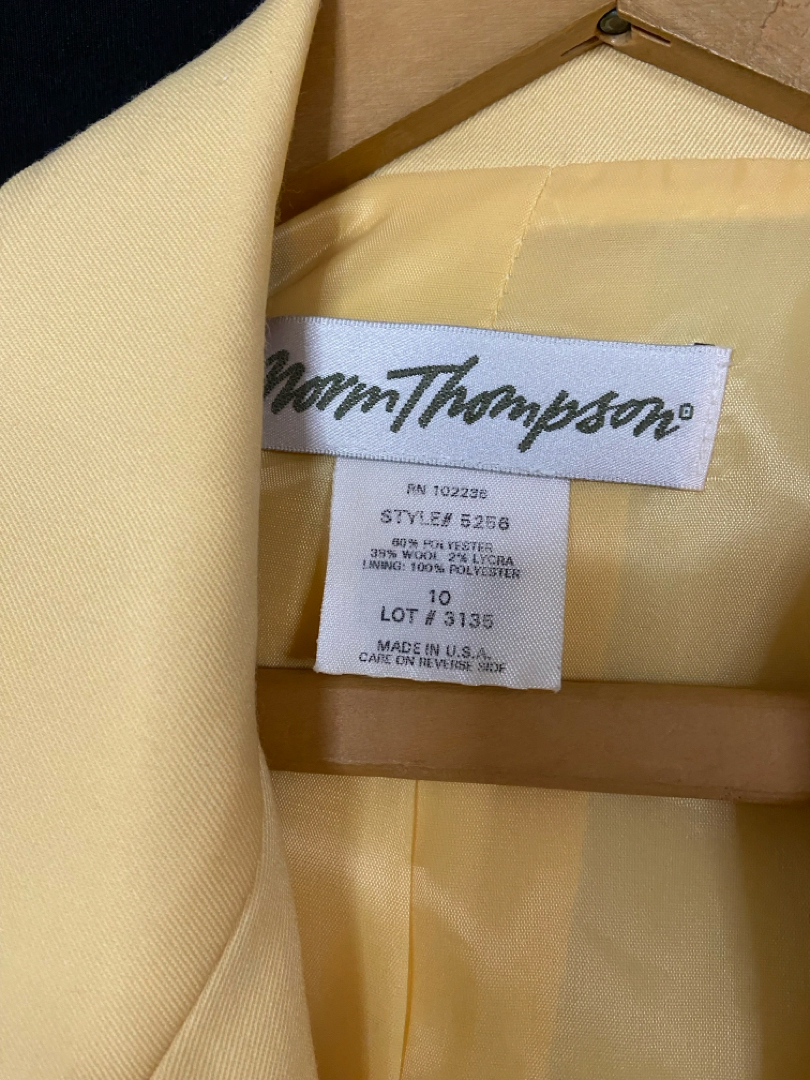 Norm Thompson
RN 102236
STYLE# 5256
60% POLYESTER
38% WOOL 2% LYCRA
LINING: 100% POLYESTER
10
LOT # 3135
MADE IN U.S.A.
CARE ON REVERSE SIDE